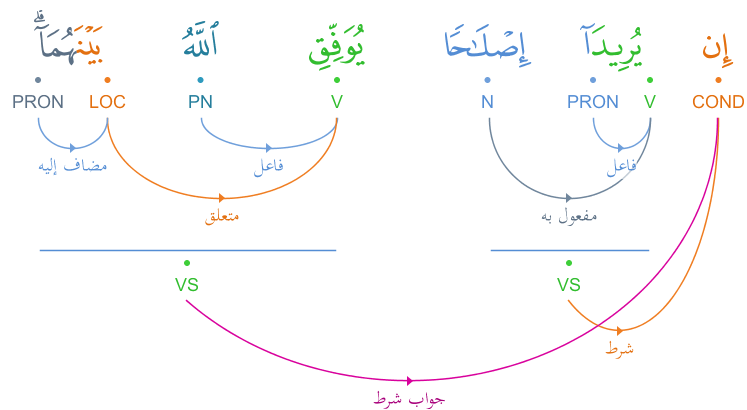 إِن يُرِيدَآ إِصْلَـٰحًا يُوَفِّقِ ٱللَّهُ بَيْنَهُمَآ ۗ
COND V PRON N V PN LOC PRON
فاعل فاعل مضاف إليه
مفعول به متعلق
VS VS
شرط
جواب شرط